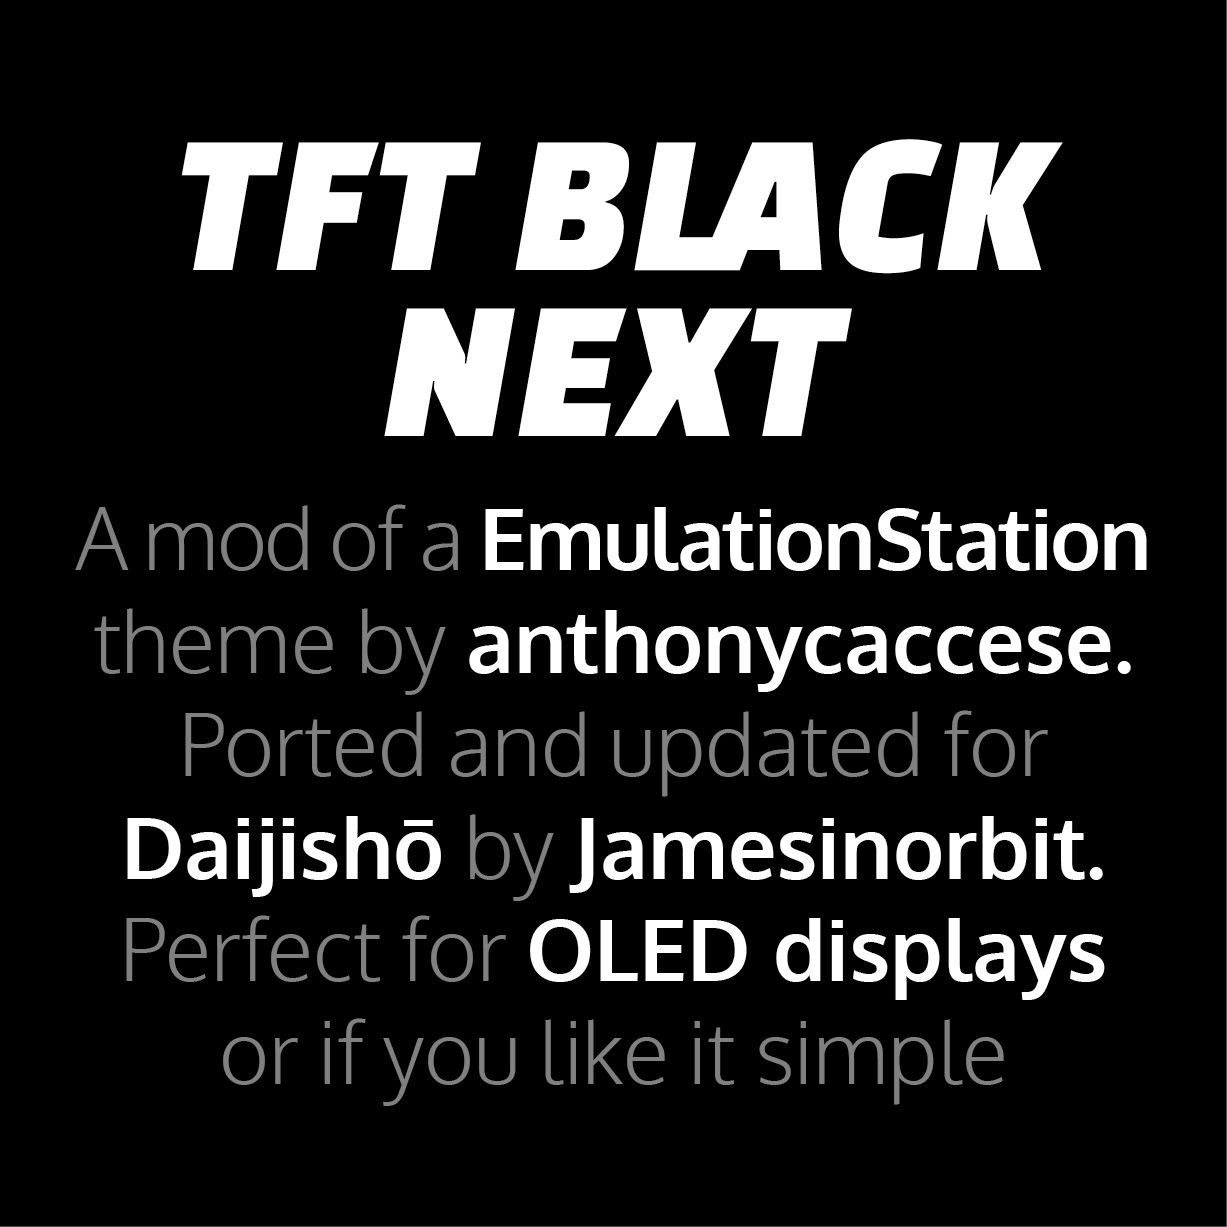 TFT BLACK
NEXT
A mod of a EmulationStation
theme by anthonycaccese.
Ported and updated for
Daijishō by Jamesinorbit.
Perfect for OLED displays
or if you like it simple